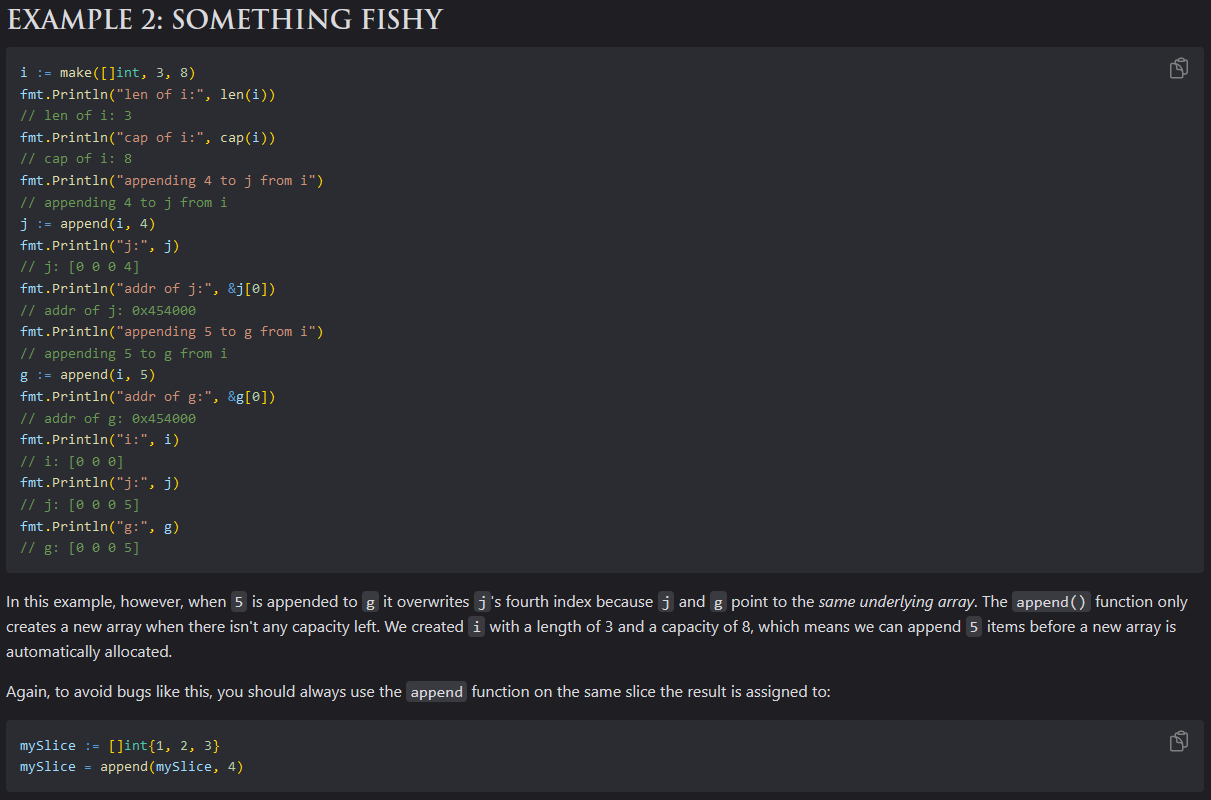 EXAMPLE 2: SOMETHING FISHY
i := make([]int, 3, 8)
fmt.Println("len of i:", len(i))
// len of i: 3
fmt.Println("cap of i:", cap(i))
// cap of i: 8
fmt.Println("appending 4 to j from i")
// appending 4 to j from i
j := append(i, 4)
fmt.Println("j:", j)
// j: [0 0 0 4]
fmt.Println("addr of j:", &j[0])
// addr of j: 0x454000
fmt.Println("appending 5 to g from i")
// appending 5 to g from i
g := append(i, 5)
fmt.Println("addr of g:", &g[0])
// addr of g: 0x454000
fmt.Println("i:", i)
// i: [0 0 0]
fmt.Println("j:", j)
// j: [0 0 0 5]
fmt.Println("g:", g)
// g: [0 0 0 5]
In this example, however, when 5 is appended to g it overwrites j's fourth index because j and g point to the same underlying array. The append() function only
creates a new array when there isn't any capacity left. We created i with a length of 3 and a capacity of 8, which means we can append 5 items before a new array is
automatically allocated.
Again, to avoid bugs like this, you should always use the append function on the same slice the result is assigned to:
mySlice := []int{1, 2, 3}
mySlice = append(mySlice, 4)